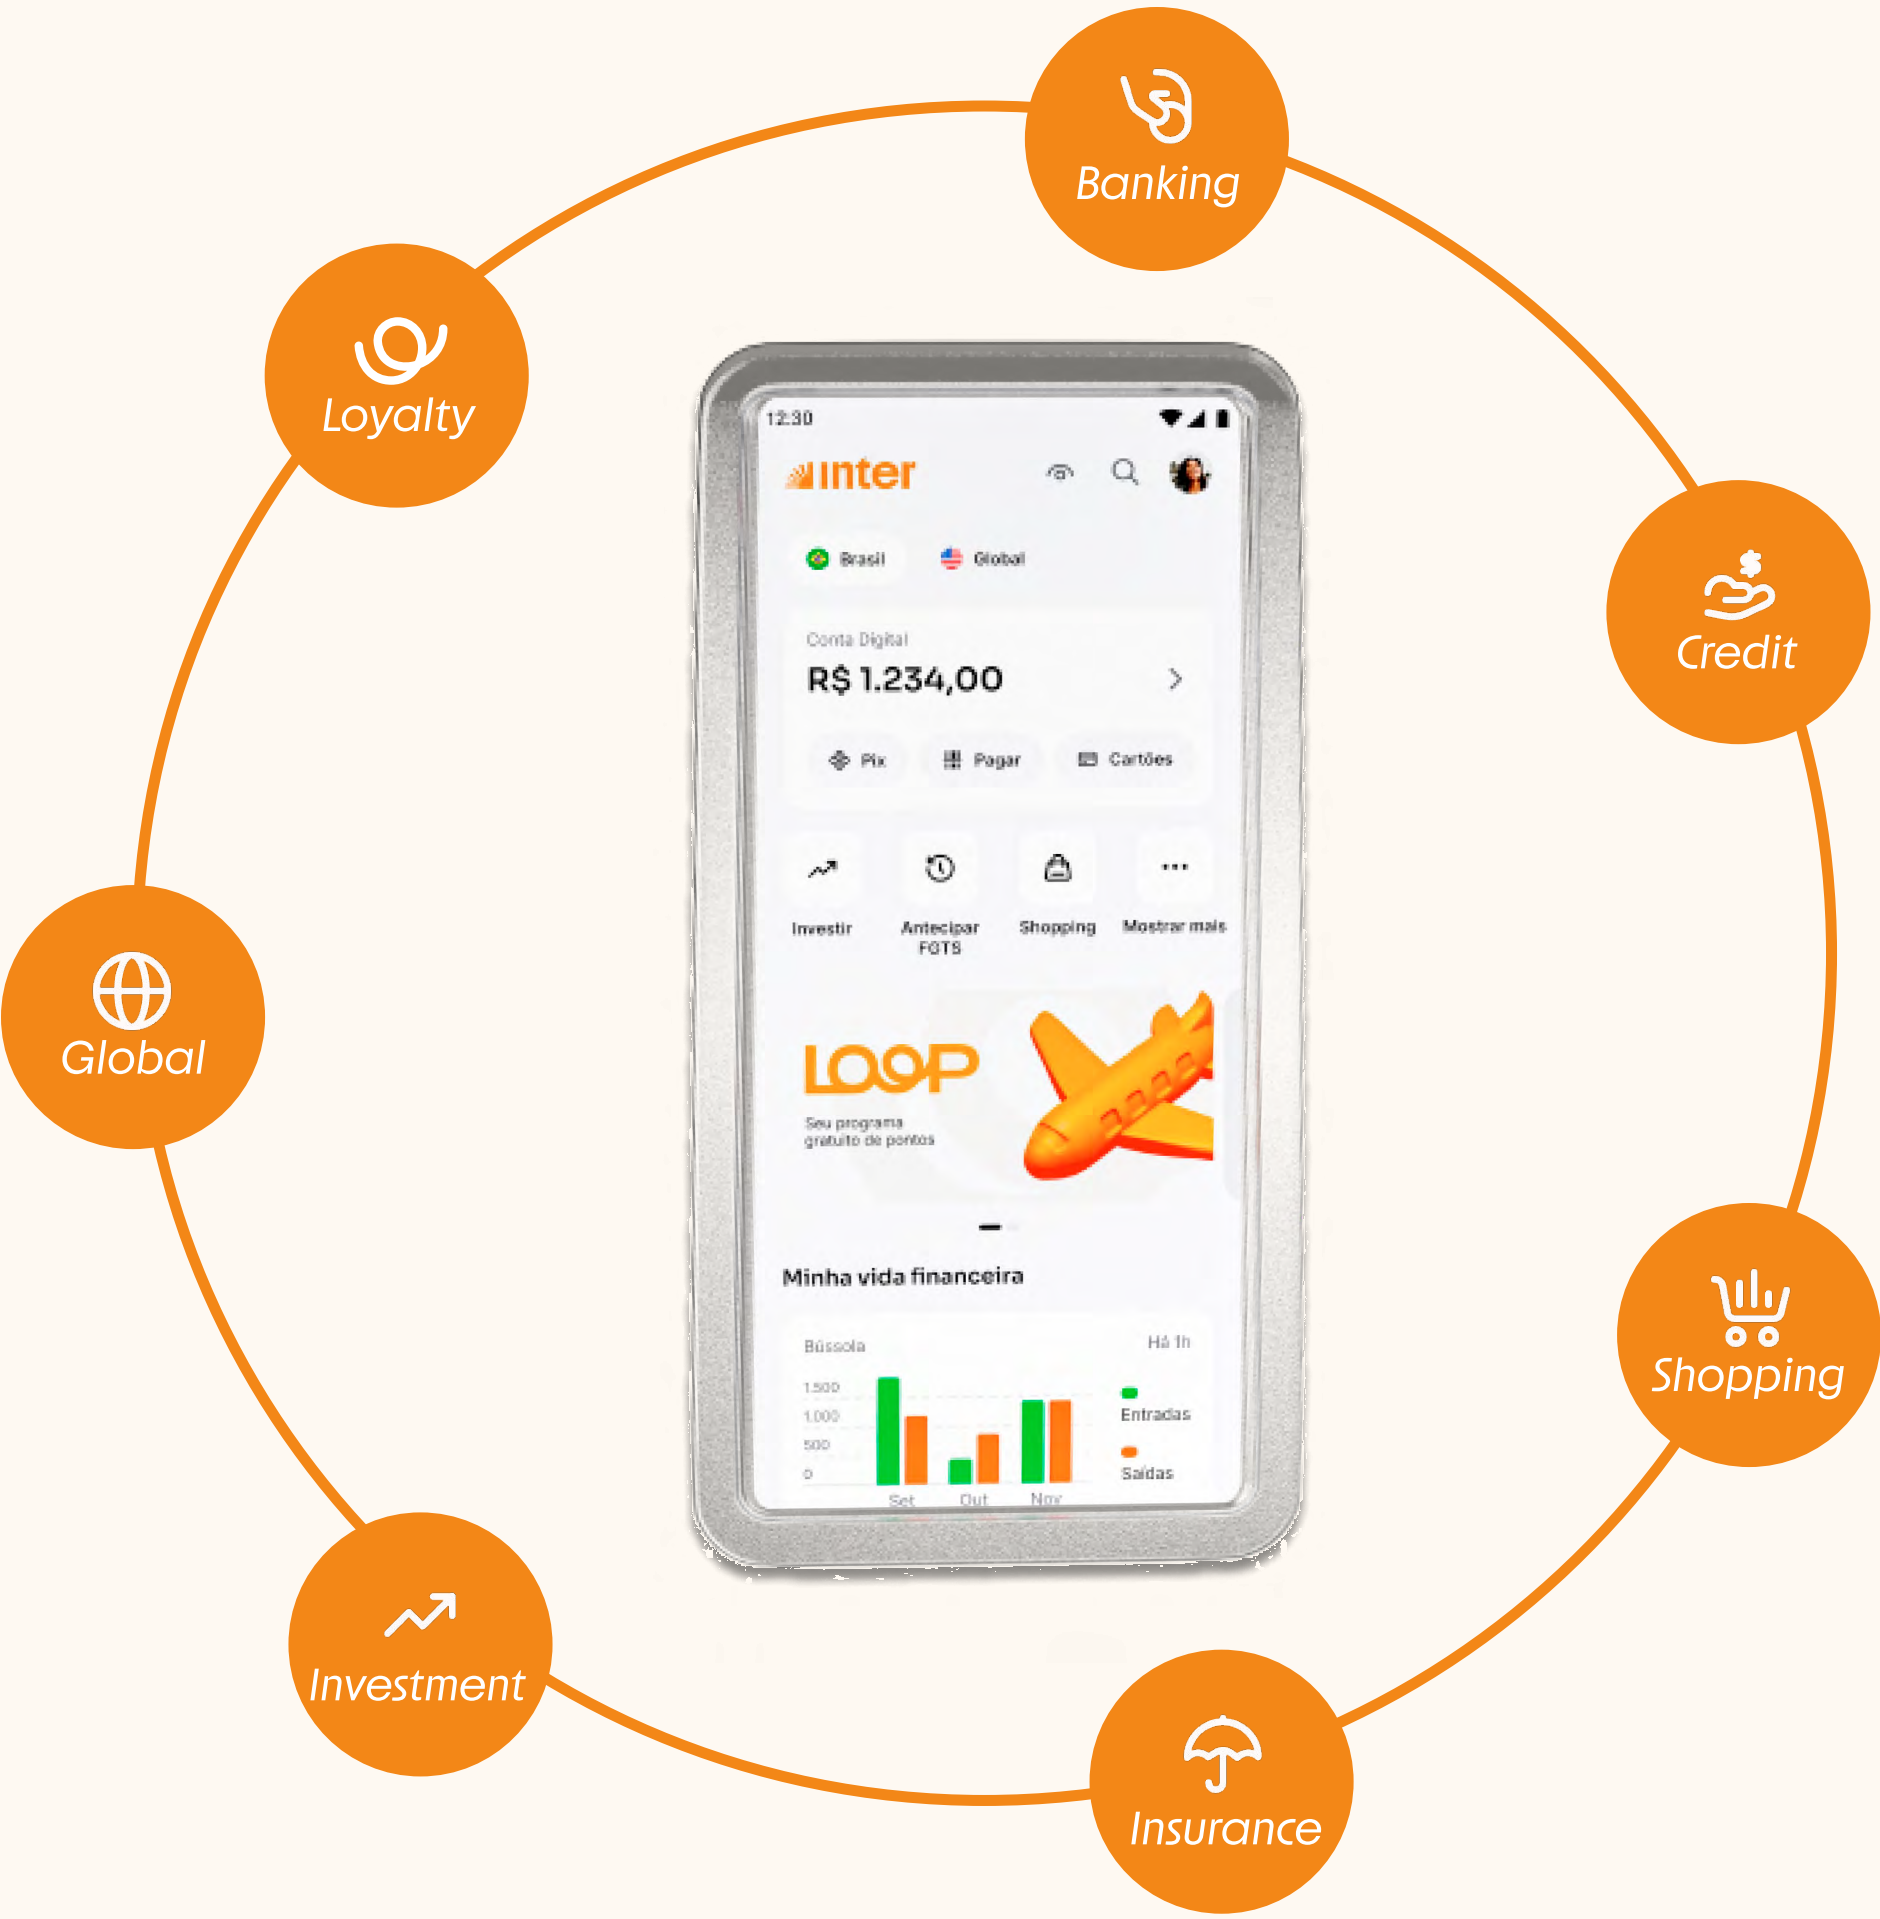 Banking
Loyalty
Credit
Global
Shopping
Investment
Insurance
12:30
inter
Brasil
Global
Conta Digital
R$ 1.234,00
Pix
Pagar
Cartões
Investir
Antecipar
FGTS
Shopping
Mostrar mais
LOOP
Seu programa
gratuito de pontos
Minha vida financeira
Bússola
Há 1h
1.500
1.000
500
0
Entradas
Saídas
Set
Out
Nov